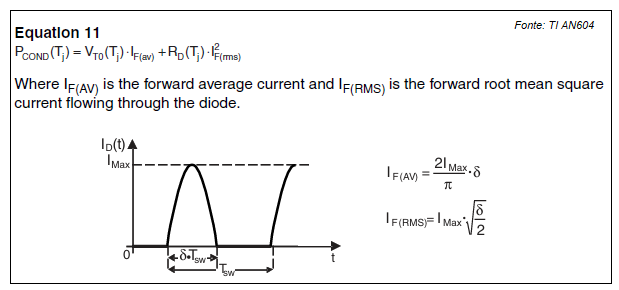 Fonte: TI AN604
Equation 11
P_COND(T_j) = V_T0(T_j)·I_F(av) + R_D(T_j)·I²_F(rms)
Where I_F(AV) is the forward average current and I_F(RMS) is the forward root mean square
current flowing through the diode.
I_D(t)
I_Max
0
δ•T_sw
T_sw
t
I_F(AV) = 2I_Max/π · δ
I_F(RMS) = I_Max·√(δ/2)